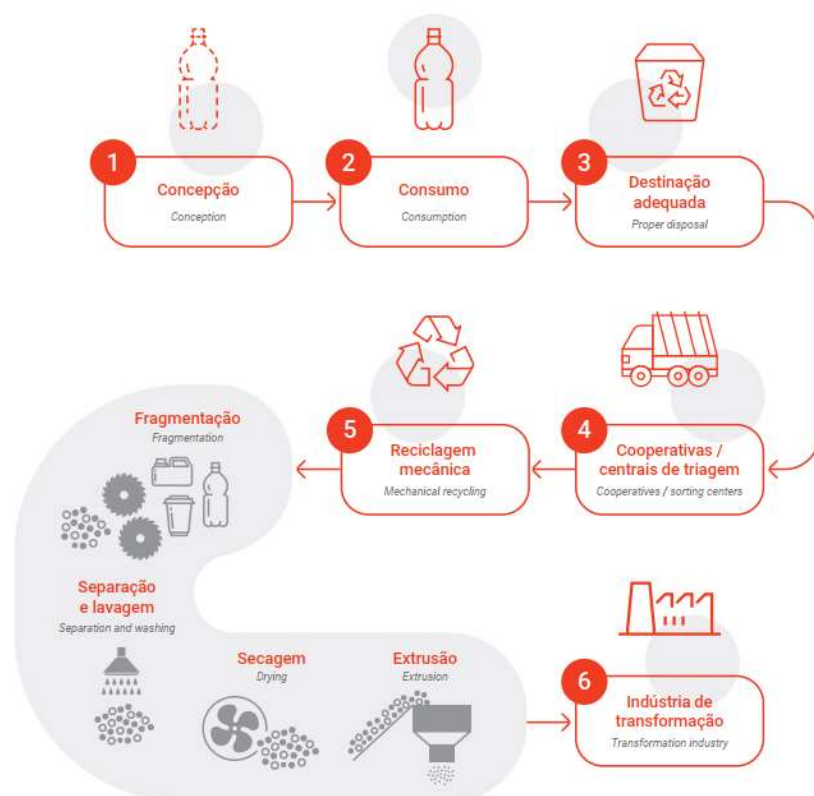 1
Concepção
Conception
2
Consumo
Consumption
3
Destinação
adequada
Proper disposal
4
Cooperativas /
centrais de triagem
Cooperatives / sorting centers
5
Reciclagem
mecânica
Mechanical recycling
Fragmentação
Fragmentation
Separação
e lavagem
Separation and washing
Secagem
Drying
Extrusão
Extrusion
6
Indústria de
transformação
Transformation industry